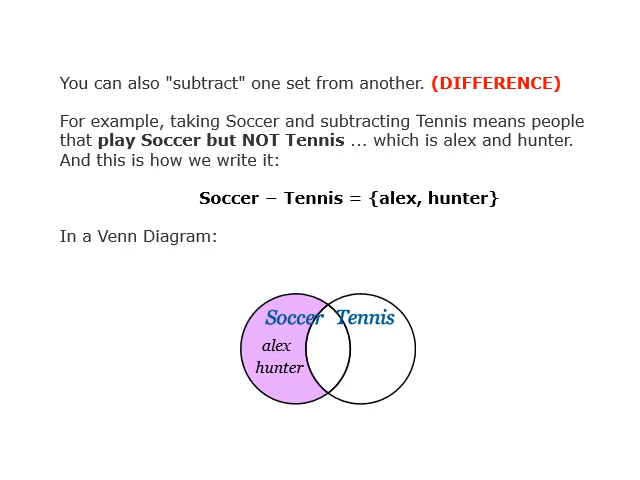 You can also "subtract" one set from another. (DIFFERENCE)
For example, taking Soccer and subtracting Tennis means people
that play Soccer but NOT Tennis ... which is alex and hunter.
And this is how we write it:
Soccer − Tennis = {alex, hunter}
In a Venn Diagram:
Soccer Tennis
alex
hunter